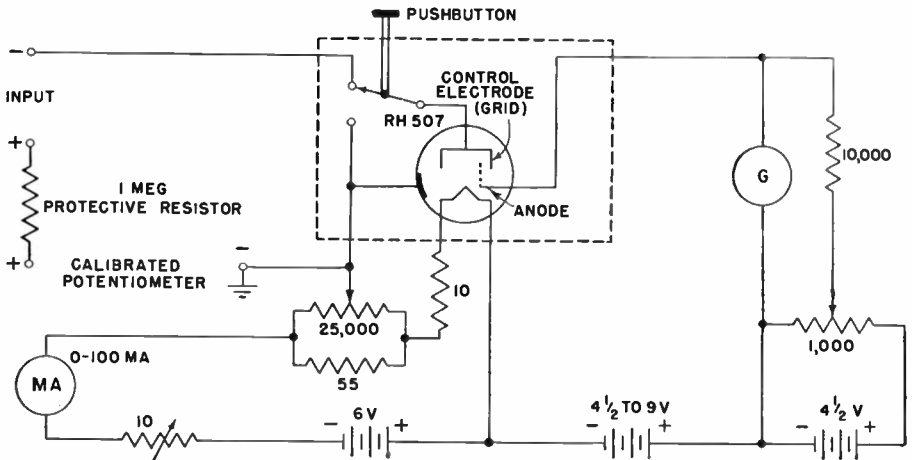 PUSHBUTTON
-
INPUT
+
1 MEG
PROTECTIVE RESISTOR
+
RH 507
CONTROL
ELECTRODE
(GRID)
ANODE
G
10,000
-
CALIBRATED
POTENTIOMETER
10
25,000
55
0-100 MA
MA
10
- 6V +
- 4 1/2 TO 9 V +
1,000
- 4 1/2 V +